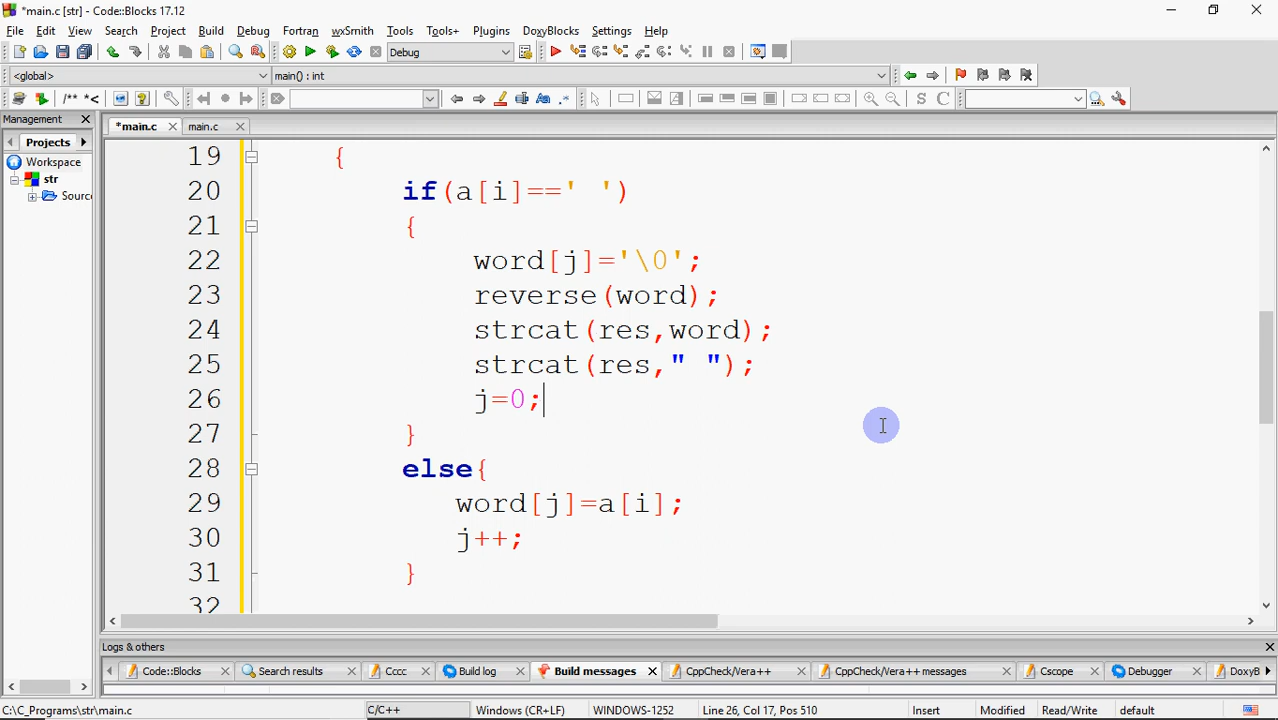 *main.c [str] - Code::Blocks 17.12
File Edit View Search Project Build Debug Fortran wxSmith Tools Tools+ Plugins DoxyBlocks Settings Help
Debug
<global> main() : int
/** *< S C
Management
*main.c main.c
Projects
Workspace
str
Sourc
19 {
20 if(a[i]==' ')
21 {
22 word[j]='\0';
23 reverse(word);
24 strcat(res,word);
25 strcat(res," ");
26 j=0;
27 }
28 else{
29 word[j]=a[i];
30 j++;
31 }
32
Logs & others
Code::Blocks Search results Cccc Build log Build messages CppCheck/Vera++ CppCheck/Vera++ messages Cscope Debugger DoxyB
C:\C_Programs\str\main.c C/C++ Windows (CR+LF) WINDOWS-1252 Line 26, Col 17, Pos 510 Insert Modified Read/Write default